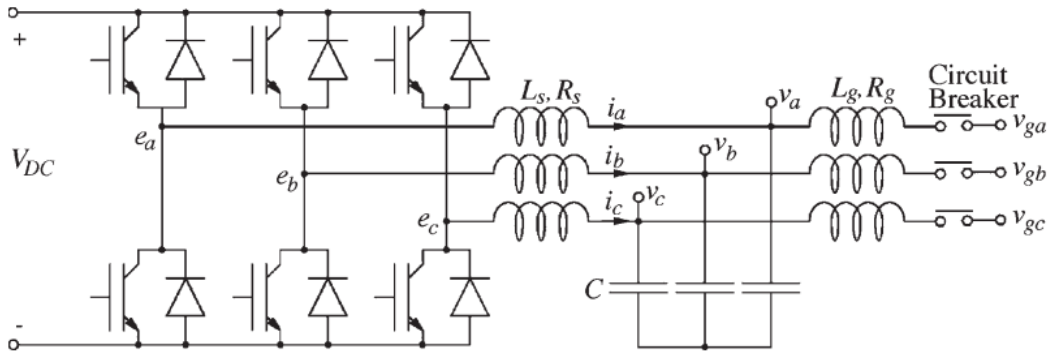 +
V_DC
-
e_a
e_b
e_c
L_s, R_s
i_a
i_b
i_c
v_a
v_b
v_c
C
L_g, R_g
Circuit
Breaker
v_ga
v_gb
v_gc